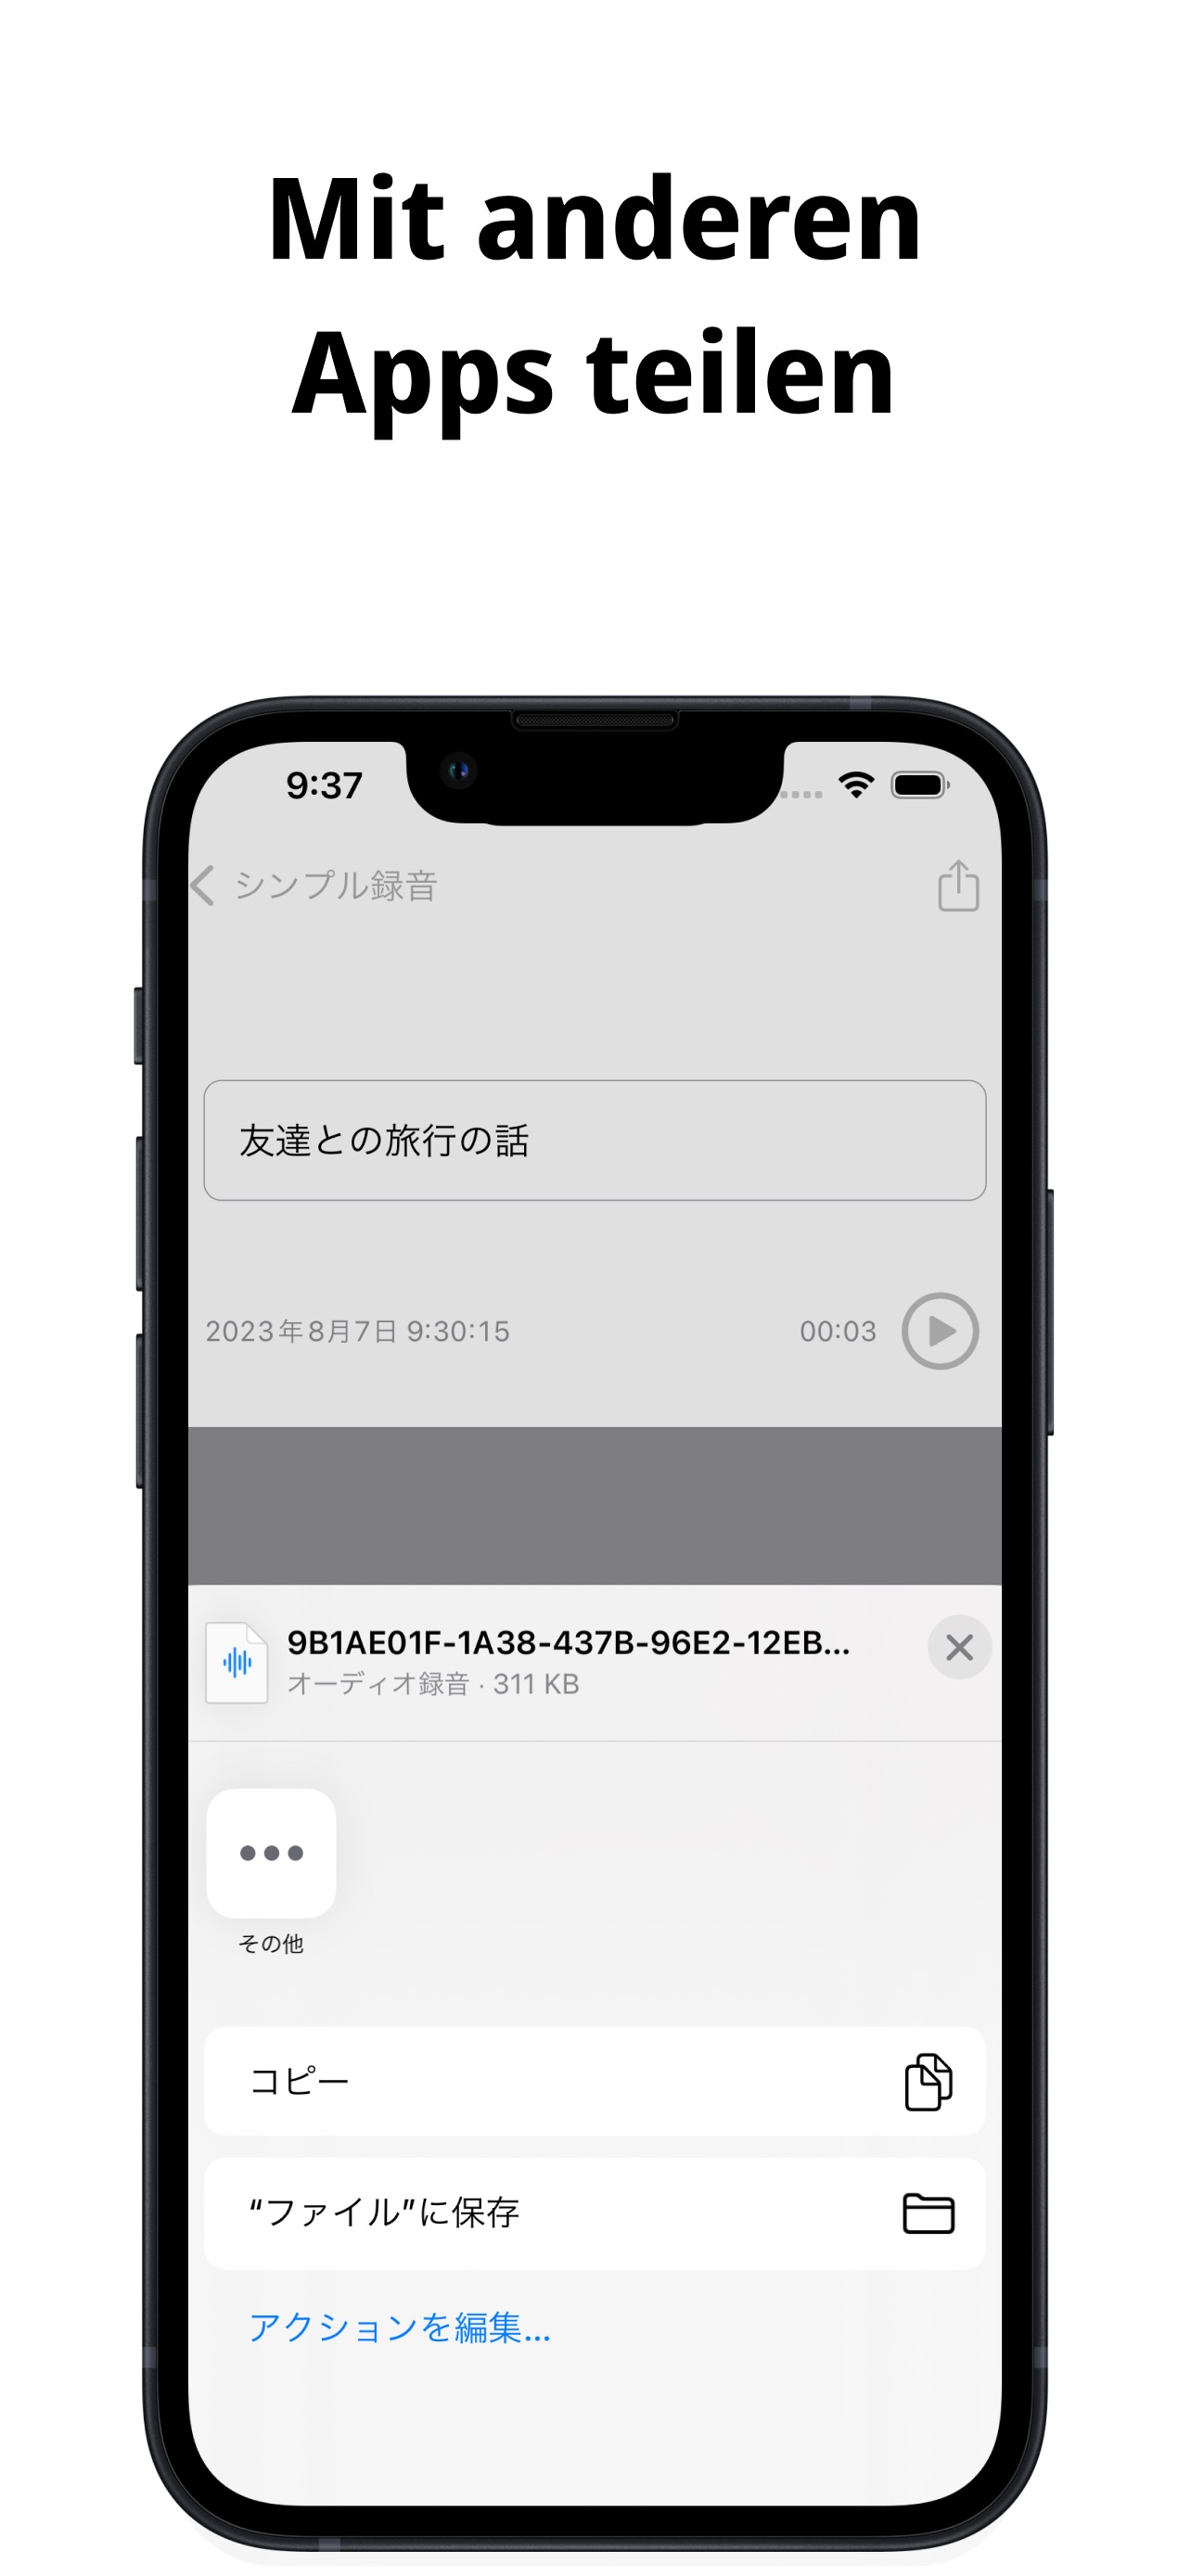 Mit anderen
Apps teilen
9:37
シンプル録音
友達との旅行の話
2023年8月7日 9:30:15
00:03
9B1AE01F-1A38-437B-96E2-12EB...
オーディオ録音 · 311 KB
その他
コピー
“ファイル”に保存
アクションを編集...